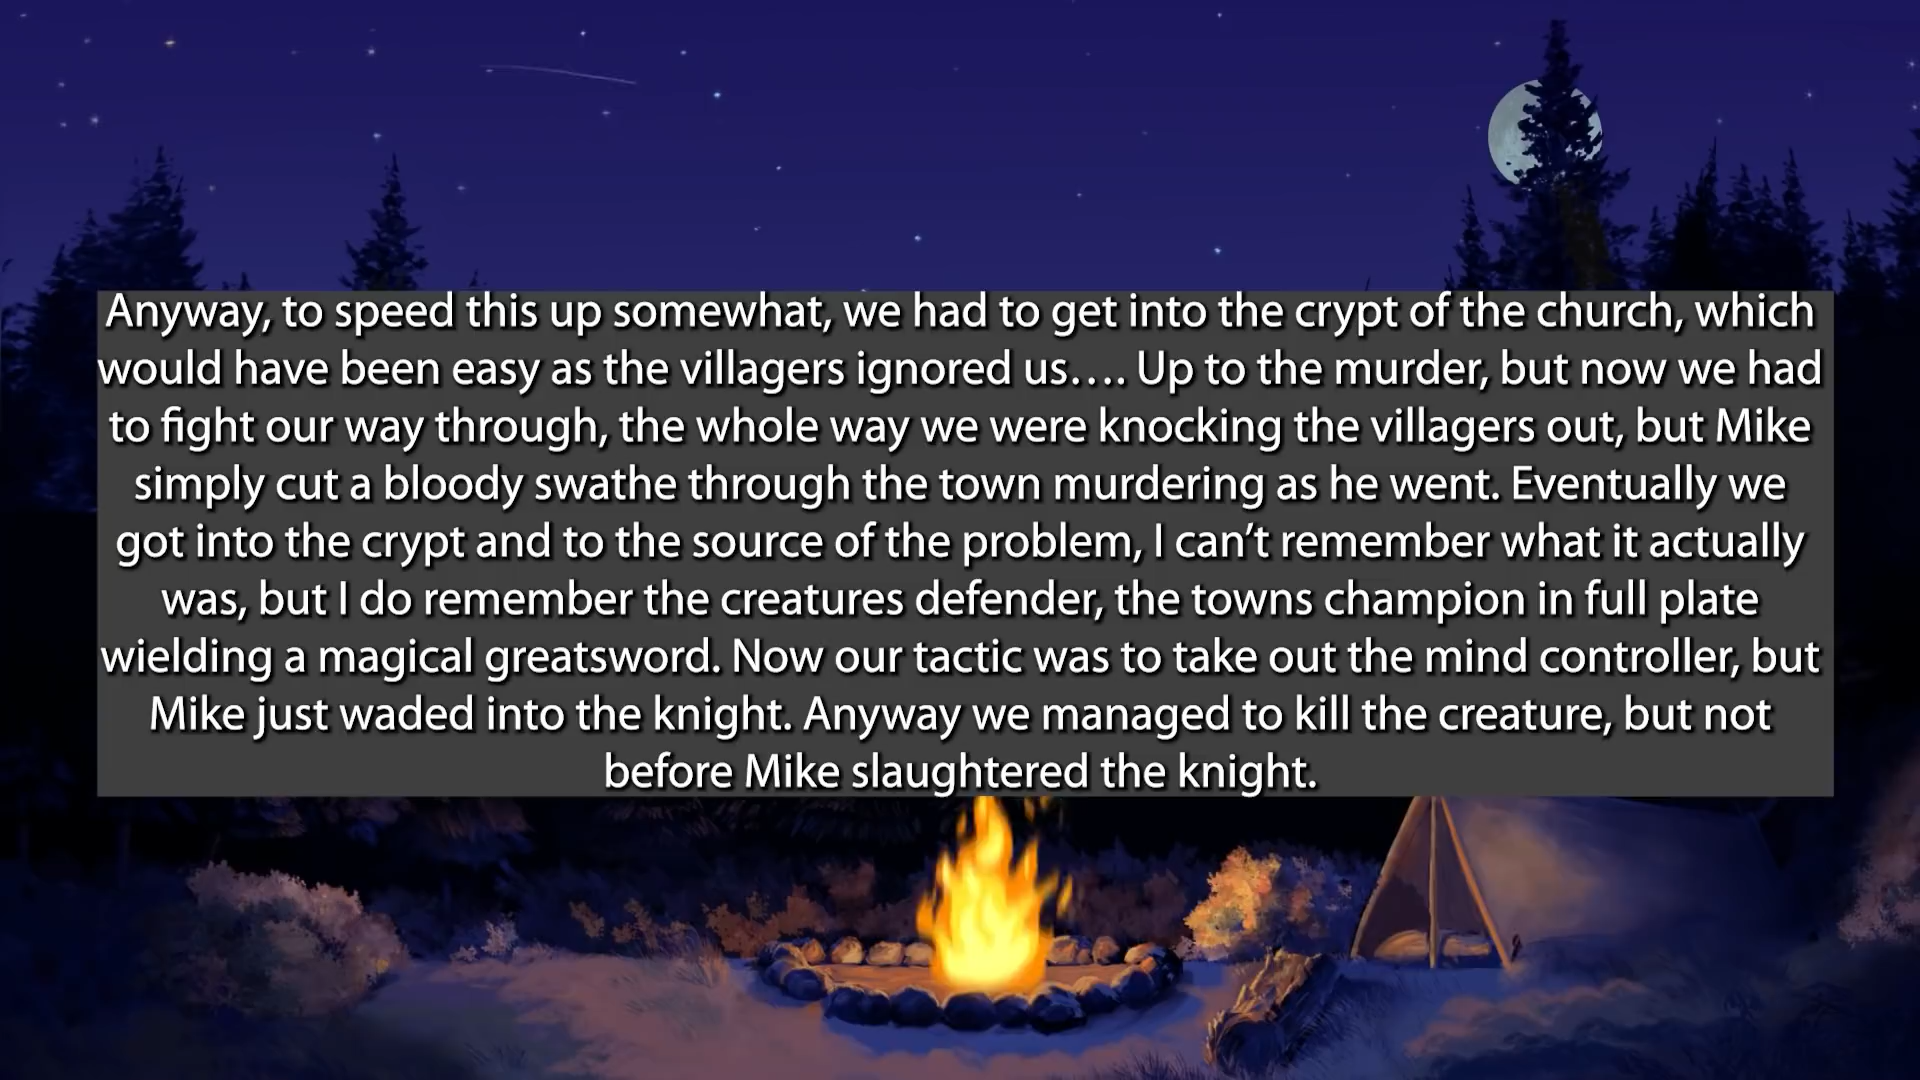 Anyway, to speed this up somewhat, we had to get into the crypt of the church, which
would have been easy as the villagers ignored us.... Up to the murder, but now we had
to fight our way through, the whole way we were knocking the villagers out, but Mike
simply cut a bloody swathe through the town murdering as he went. Eventually we
got into the crypt and to the source of the problem, I can’t remember what it actually
was, but I do remember the creatures defender, the towns champion in full plate
wielding a magical greatsword. Now our tactic was to take out the mind controller, but
Mike just waded into the knight. Anyway we managed to kill the creature, but not
before Mike slaughtered the knight.